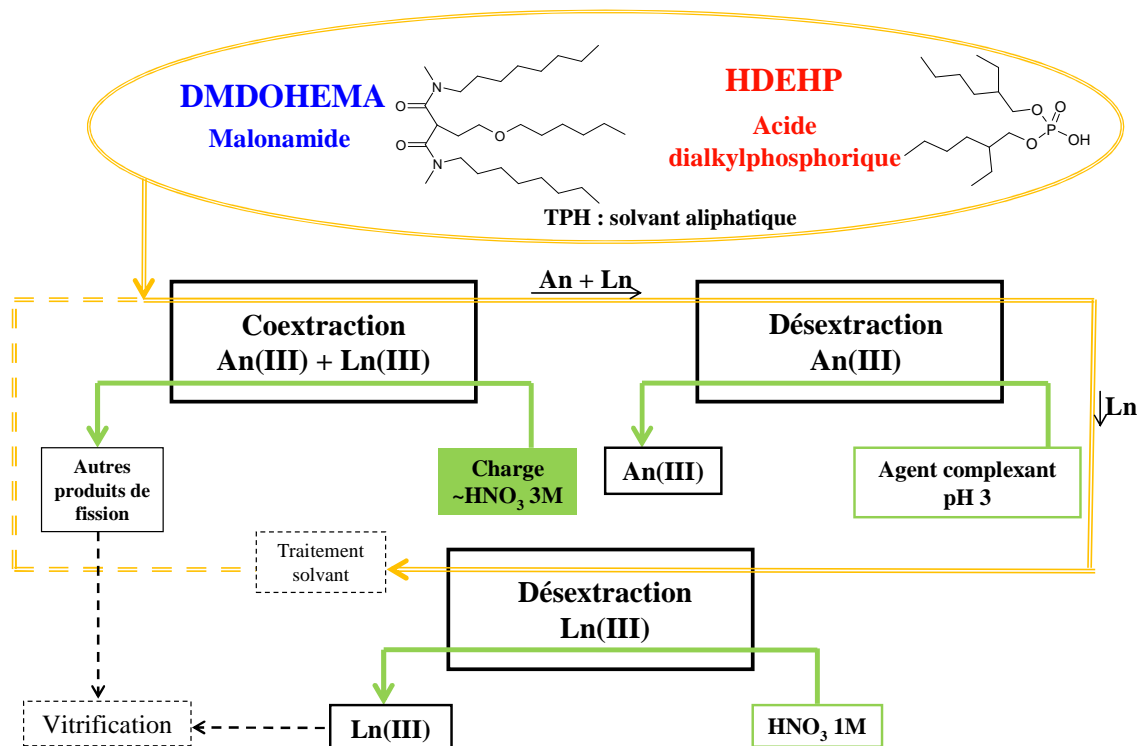 DMDOHEMA
Malonamide
N
O
O
O
N
HDEHP
Acide
dialkylphosphorique
O
O
P
OH
O
TPH : solvant aliphatique
An + Ln
Coextraction
An(III) + Ln(III)
Désextraction
An(III)
Ln
Autres
produits de
fission
Charge
~HNO₃ 3M
An(III)
Agent complexant
pH 3
Traitement
solvant
Désextraction
Ln(III)
Vitrification
Ln(III)
HNO₃ 1M